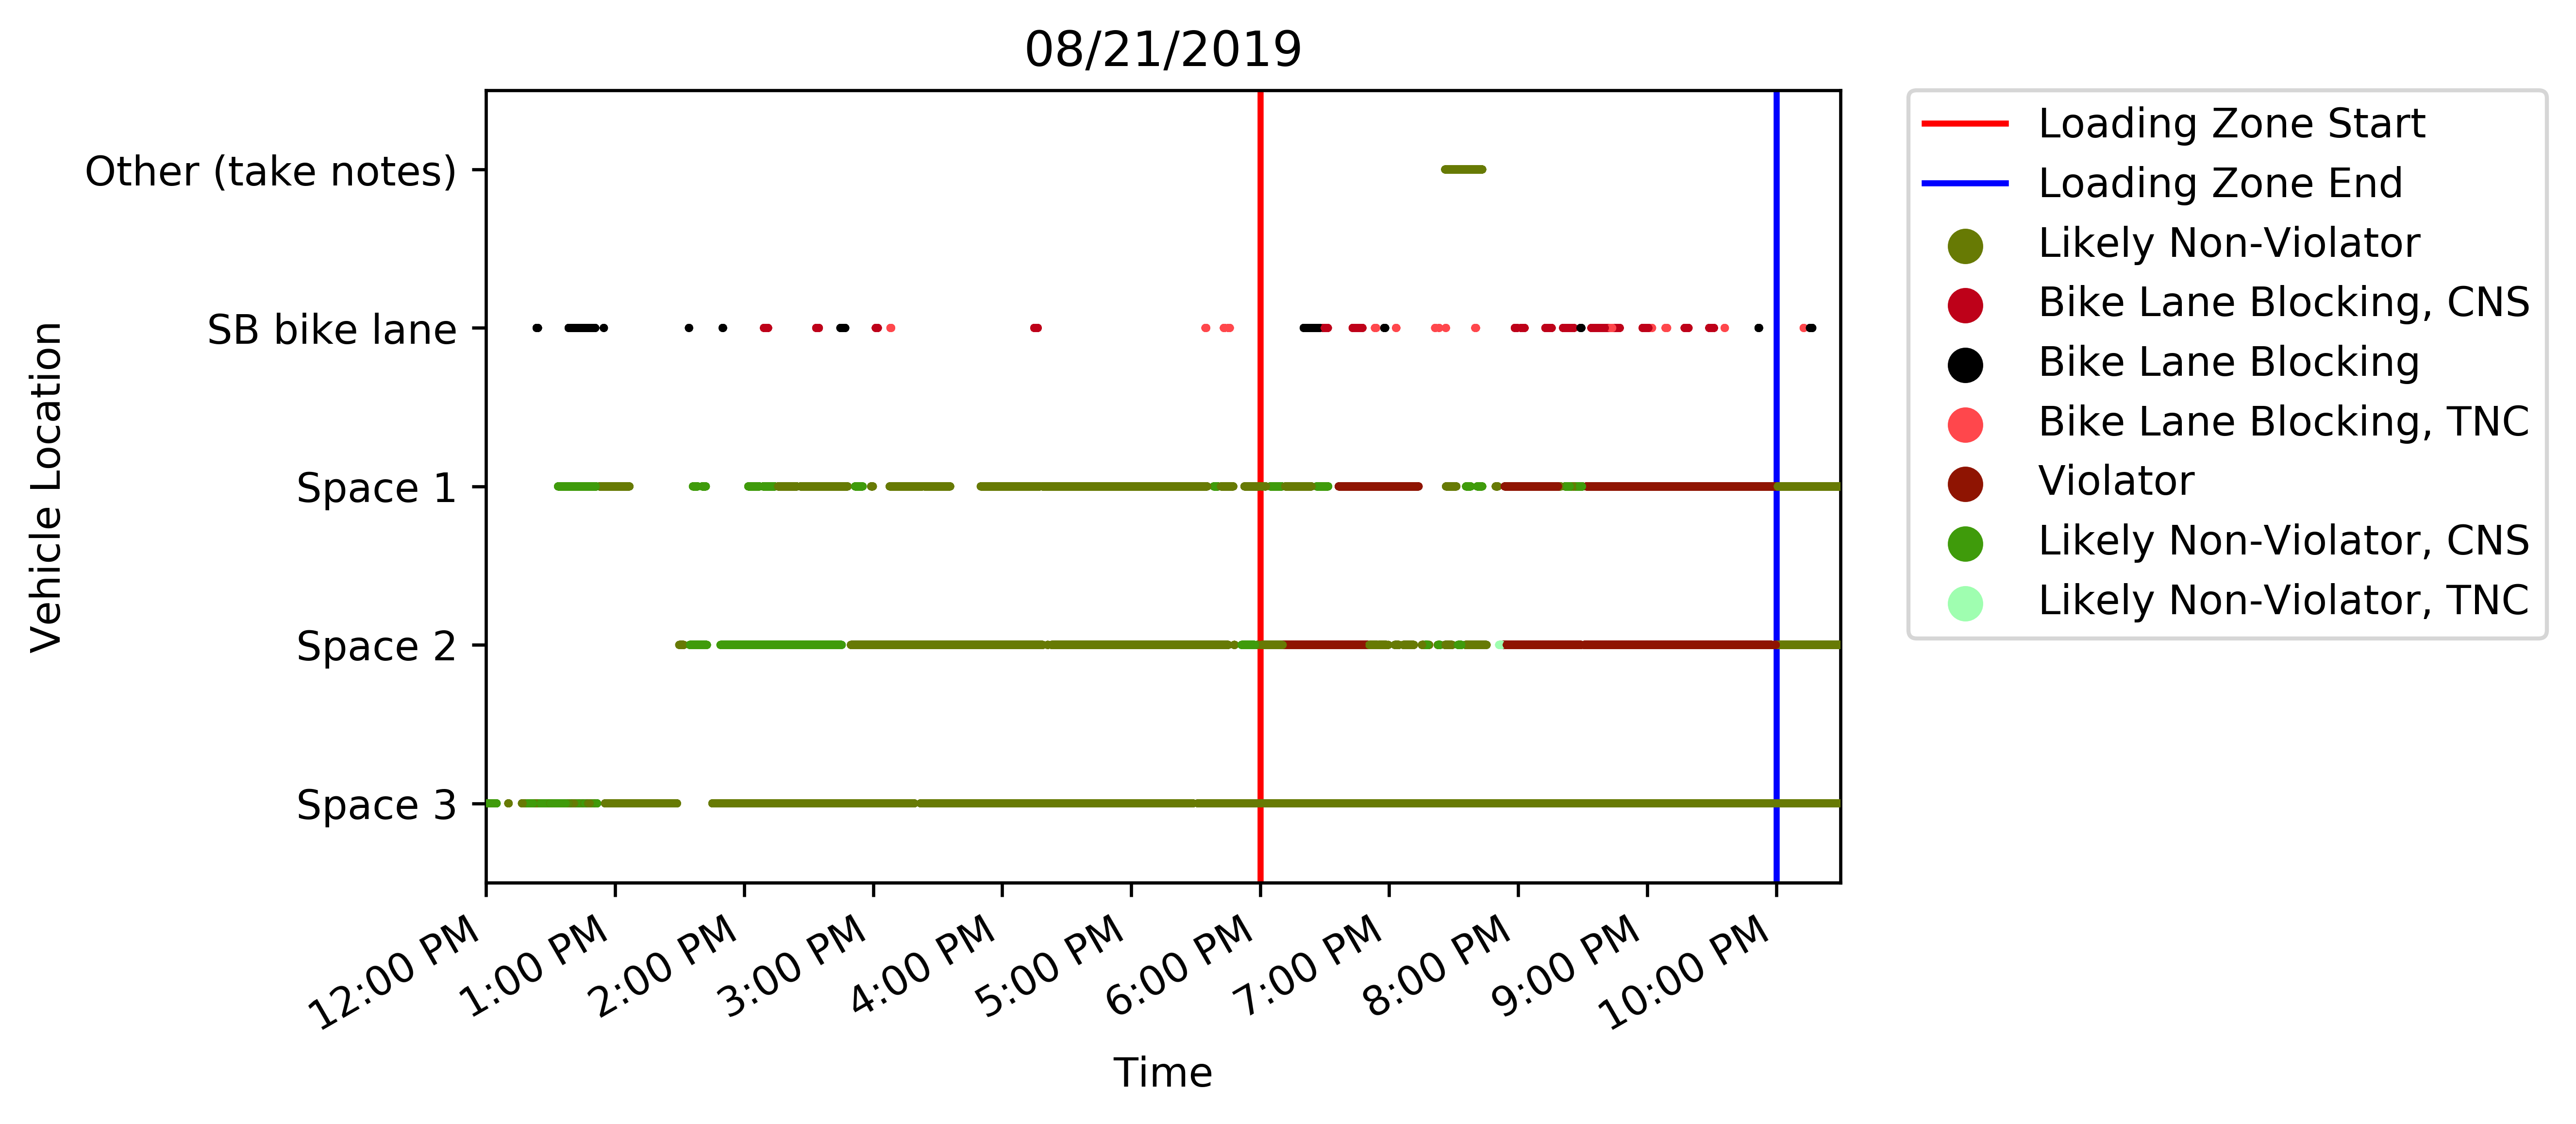 08/21/2019
Vehicle Location
Other (take notes)
SB bike lane
Space 1
Space 2
Space 3
12:00 PM
1:00 PM
2:00 PM
3:00 PM
4:00 PM
5:00 PM
6:00 PM
7:00 PM
8:00 PM
9:00 PM
10:00 PM
Time
Loading Zone Start
Loading Zone End
Likely Non-Violator
Bike Lane Blocking, CNS
Bike Lane Blocking
Bike Lane Blocking, TNC
Violator
Likely Non-Violator, CNS
Likely Non-Violator, TNC